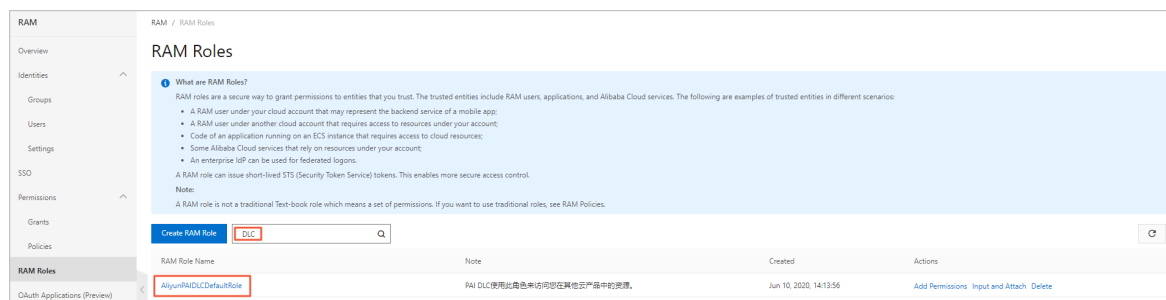 RAM
RAM / RAM Roles
Overview
RAM Roles
Identities
Groups
Users
Settings
SSO
Permissions
Grants
Policies
RAM Roles
OAuth Applications (Preview)
What are RAM Roles?
RAM roles are a secure way to grant permissions to entities that you trust. The trusted entities include RAM users, applications, and Alibaba Cloud services. The following are examples of trusted entities in different scenarios:
• A RAM user under your cloud account that may represent the backend service of a mobile app;
• A RAM user under another cloud account that requires access to resources under your account;
• Code of an application running on an ECS instance that requires access to cloud resources;
• Some Alibaba Cloud services that rely on resources under your account;
• An enterprise IdP can be used for federated logons.
A RAM role can issue short-lived STS (Security Token Service) tokens. This enables more secure access control.
Note:
A RAM role is not a traditional Text-book role which means a set of permissions. If you want to use traditional roles, see RAM Policies.
Create RAM Role DLC
RAM Role Name Note Created Actions
AliyunPAIDLCDefaultRole PAI DLC使用此角色来访问您在其他云产品中的资源。 Jun 10, 2020, 14:13:56 Add Permissions Input and Attach Delete